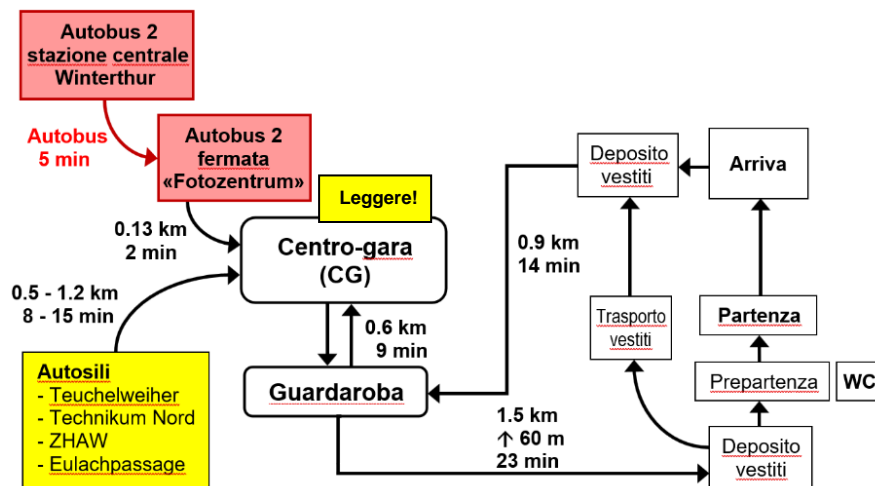 Autobus 2
stazione centrale
Winterthur
Autobus
5 min
Autobus 2
fermata
«Fotozentrum»
Leggere!
0.13 km
2 min
Centro-gara
(CG)
0.5 - 1.2 km
8 - 15 min
Autosili
- Teuchelweiher
- Technikum Nord
- ZHAW
- Eulachpassage
0.6 km
9 min
Guardaroba
0.9 km
14 min
1.5 km
↑ 60 m
23 min
Deposito
vestiti
Arriva
Trasporto
vestiti
Partenza
Prepartenza
WC
Deposito
vestiti